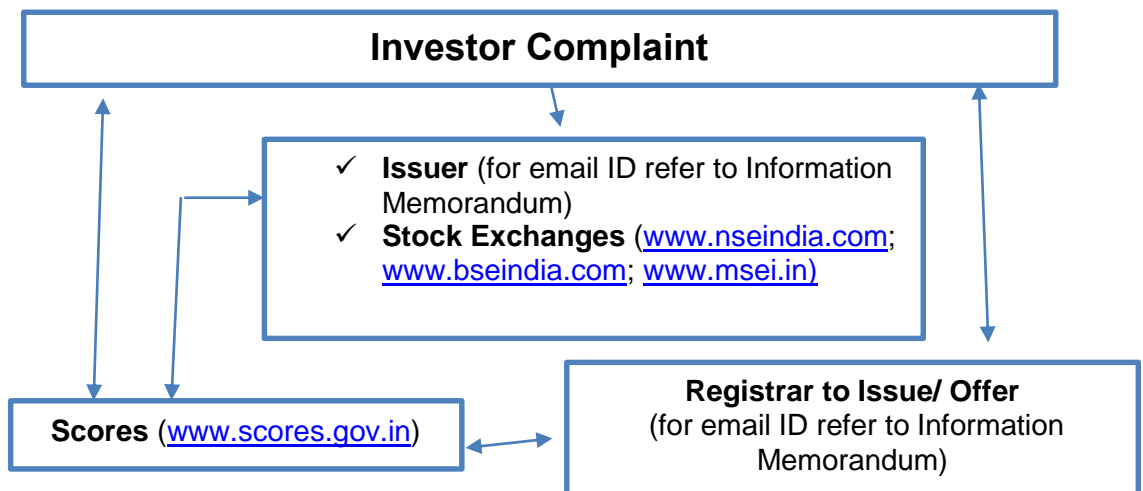 Investor Complaint
✓ Issuer (for email ID refer to Information
Memorandum)
✓ Stock Exchanges (www.nseindia.com;
www.bseindia.com; www.msei.in)
Registrar to Issue/ Offer
(for email ID refer to Information
Memorandum)
Scores (www.scores.gov.in)